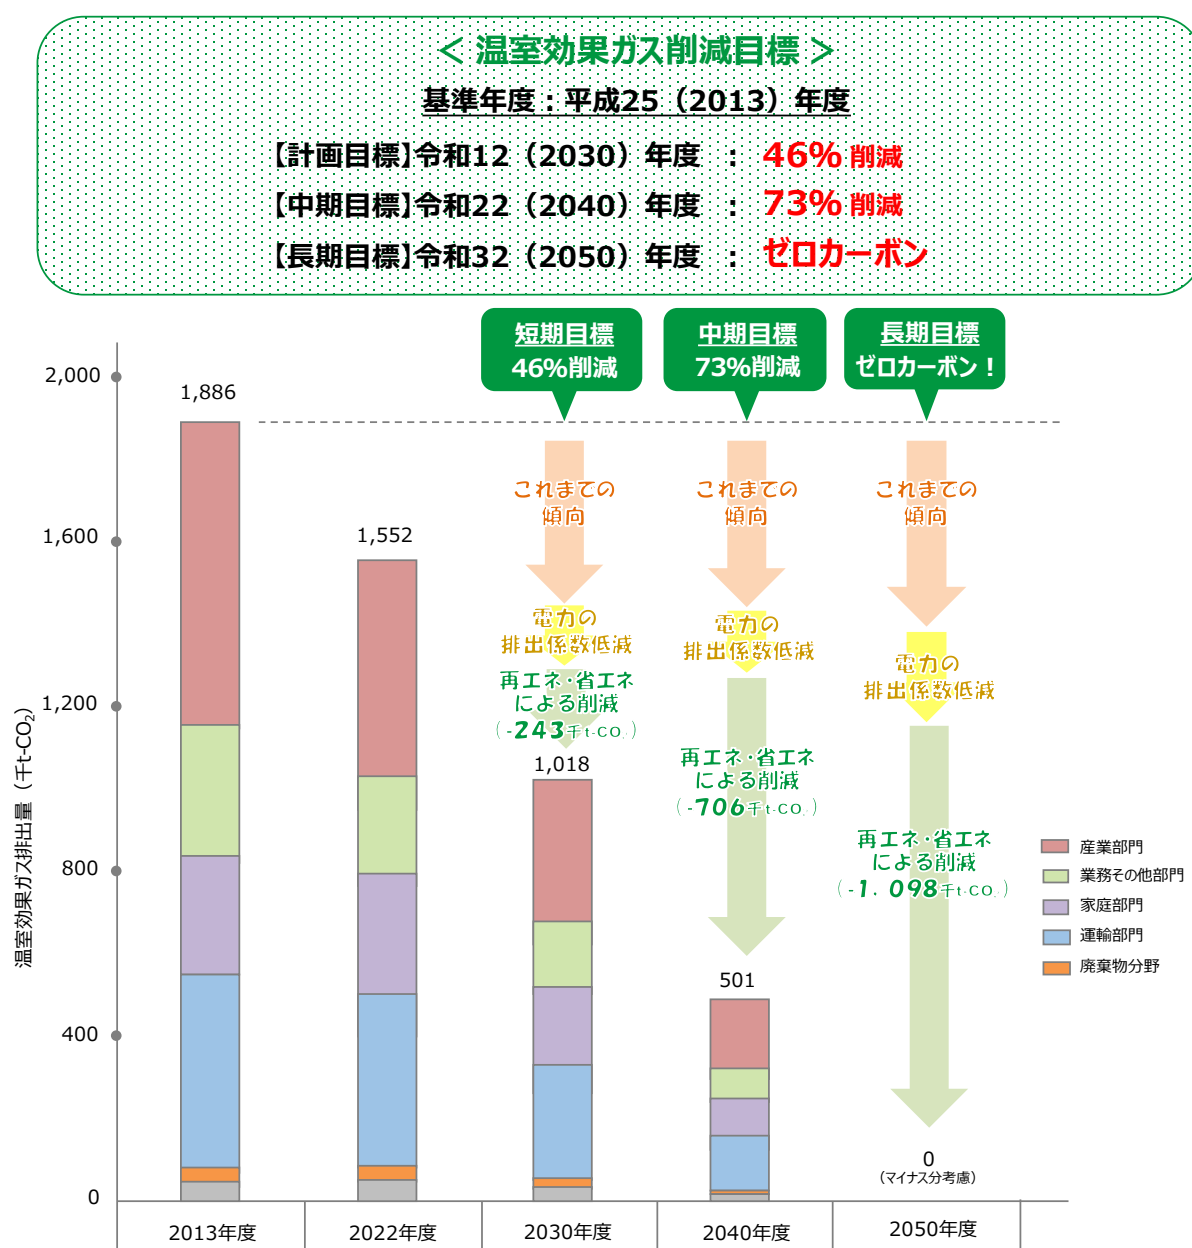 ＜ 温室効果ガス削減目標 ＞
基準年度：平成25（2013）年度
【計画目標】令和12（2030）年度 ： 46% 削減
【中期目標】令和22（2040）年度 ： 73% 削減
【長期目標】令和32（2050）年度 ： ゼロカーボン
短期目標
46%削減
中期目標
73%削減
長期目標
ゼロカーボン！
温室効果ガス排出量（千t-CO₂）
2,000
1,600
1,200
800
400
0
1,886
1,552
1,018
501
0
（マイナス分考慮）
これまでの
傾向
電力の
排出係数低減
再エネ・省エネ
による削減
（-243千t-CO₂）
これまでの
傾向
電力の
排出係数低減
再エネ・省エネ
による削減
（-706千t-CO₂）
これまでの
傾向
電力の
排出係数低減
再エネ・省エネ
による削減
（-1．098千t-CO₂）
産業部門
業務その他部門
家庭部門
運輸部門
廃棄物分野
2013年度
2022年度
2030年度
2040年度
2050年度